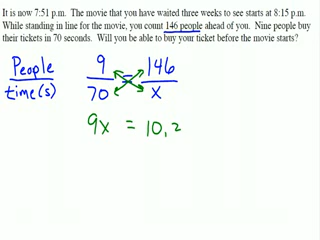 It is now 7:51 p.m. The movie that you have waited three weeks to see starts at 8:15 p.m.
While standing in line for the movie, you count 146 people ahead of you. Nine people buy
their tickets in 70 seconds. Will you be able to buy your ticket before the movie starts?
People 9 = 146
time(s) 70 x
9x = 10,2